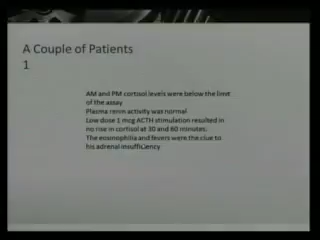 A Couple of Patients
1
AM and PM cortisol levels were below the limit
of the assay
Plasma renin activity was normal
Low dose 1 mcg ACTH stimulation resulted in
no rise in cortisol at 30 and 60 minutes.
The eosinophilia and fevers were the clue to
his adrenal insufficiency